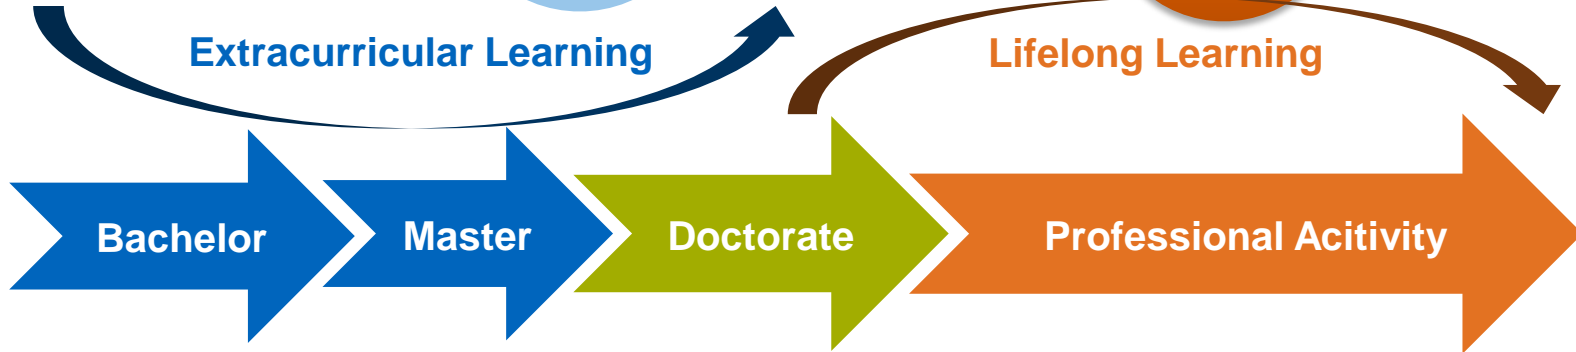 Extracurricular Learning
Lifelong Learning
Bachelor
Master
Doctorate
Professional Acitivity